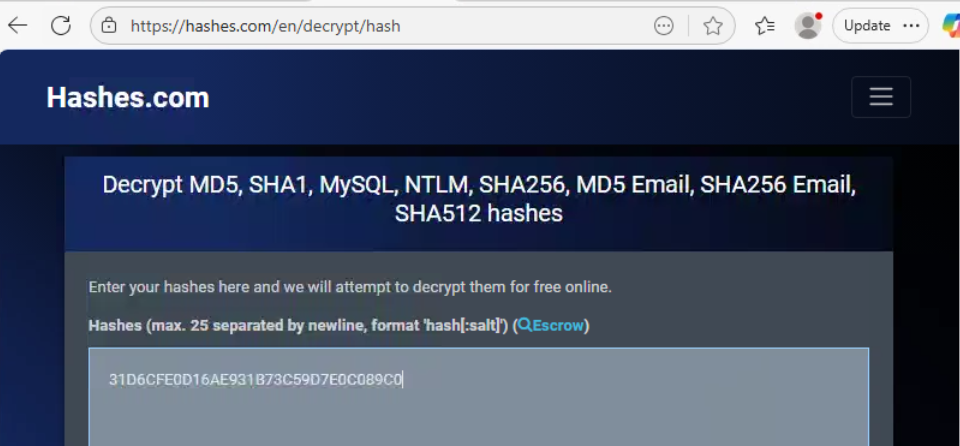 https://hashes.com/en/decrypt/hash
Update
Hashes.com
Decrypt MD5, SHA1, MySQL, NTLM, SHA256, MD5 Email, SHA256 Email,
SHA512 hashes
Enter your hashes here and we will attempt to decrypt them for free online.
Hashes (max. 25 separated by newline, format 'hash[:salt]') (Escrow)
31D6CFE0D16AE931B73C59D7E0C089C0